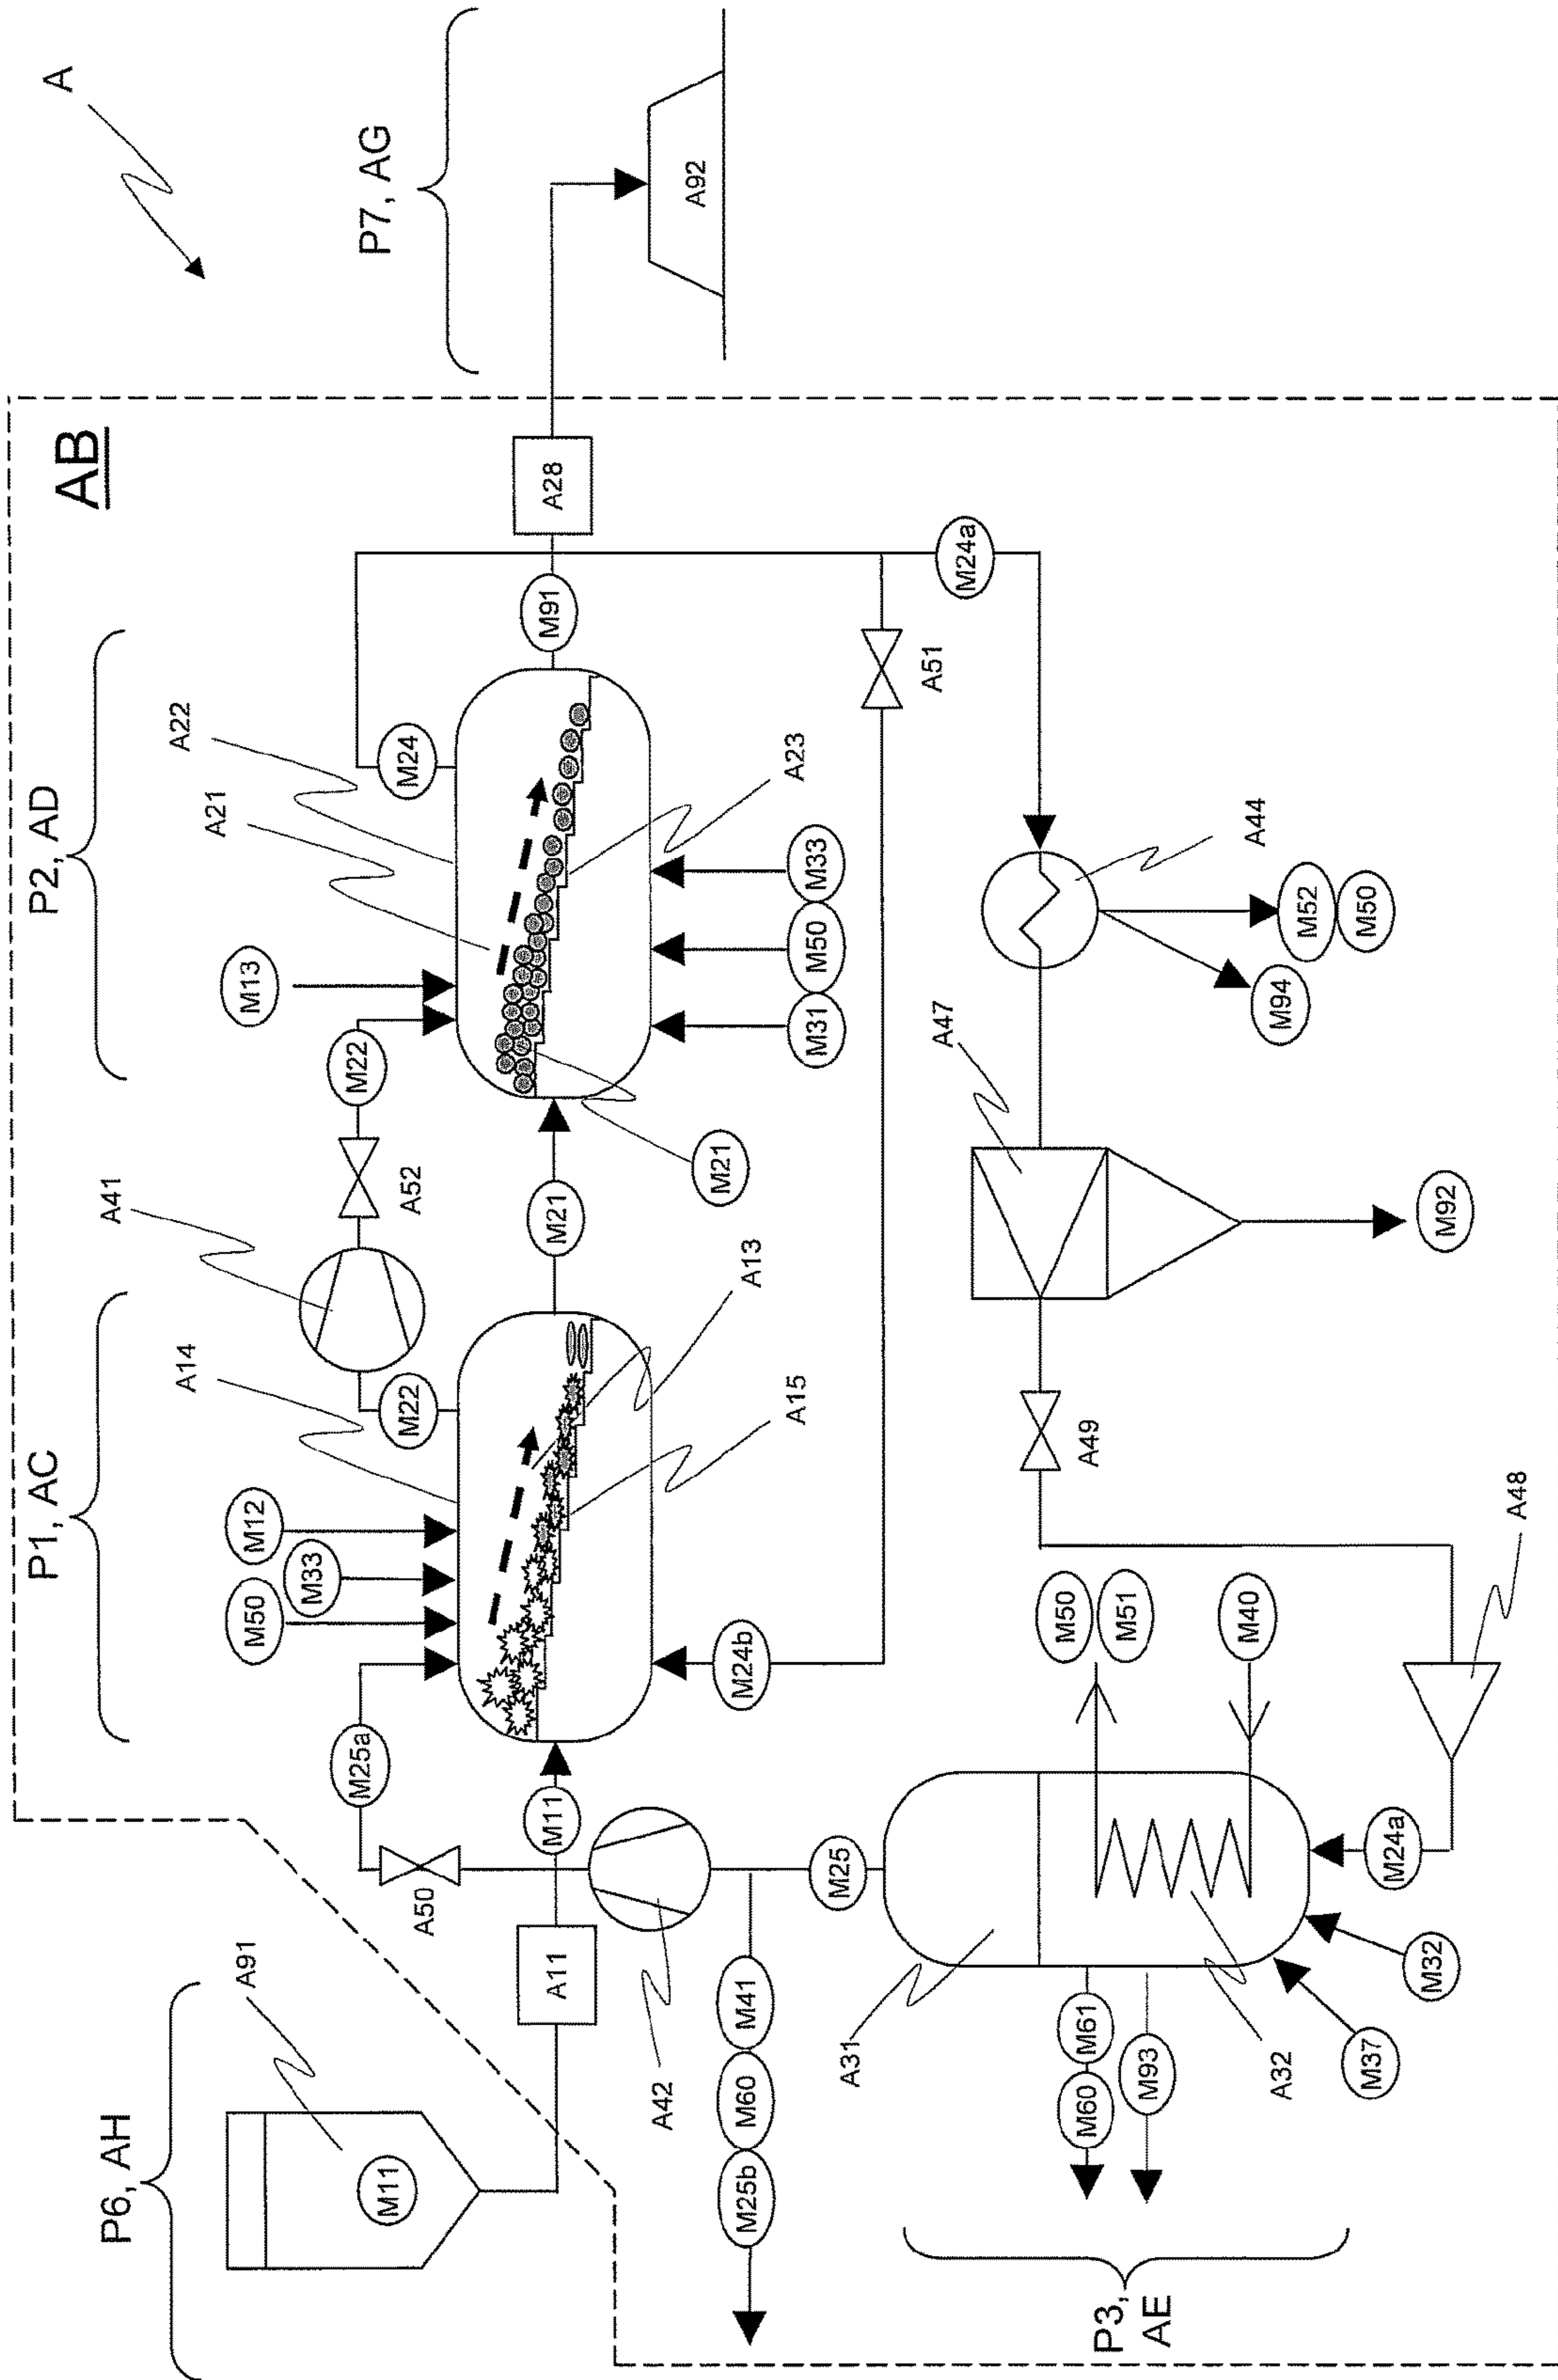 A
P6, AH
P1, AC
P2, AD
P7, AG
AB
A91
M11
A11
M11
M25a
A50
M50
M33
M12
A14
M22
A41
A52
M22
M13
A21
A22
M24
M91
A28
A92
M21
M21
A13
A15
M24b
M31
M50
M33
A23
A51
M24a
A42
M25
M41
M60
M25b
A31
M61
M60
M93
A32
M37
M32
M24a
M50
M51
M40
A48
A49
A47
M92
A44
M94
M52
M50
P3,
AE